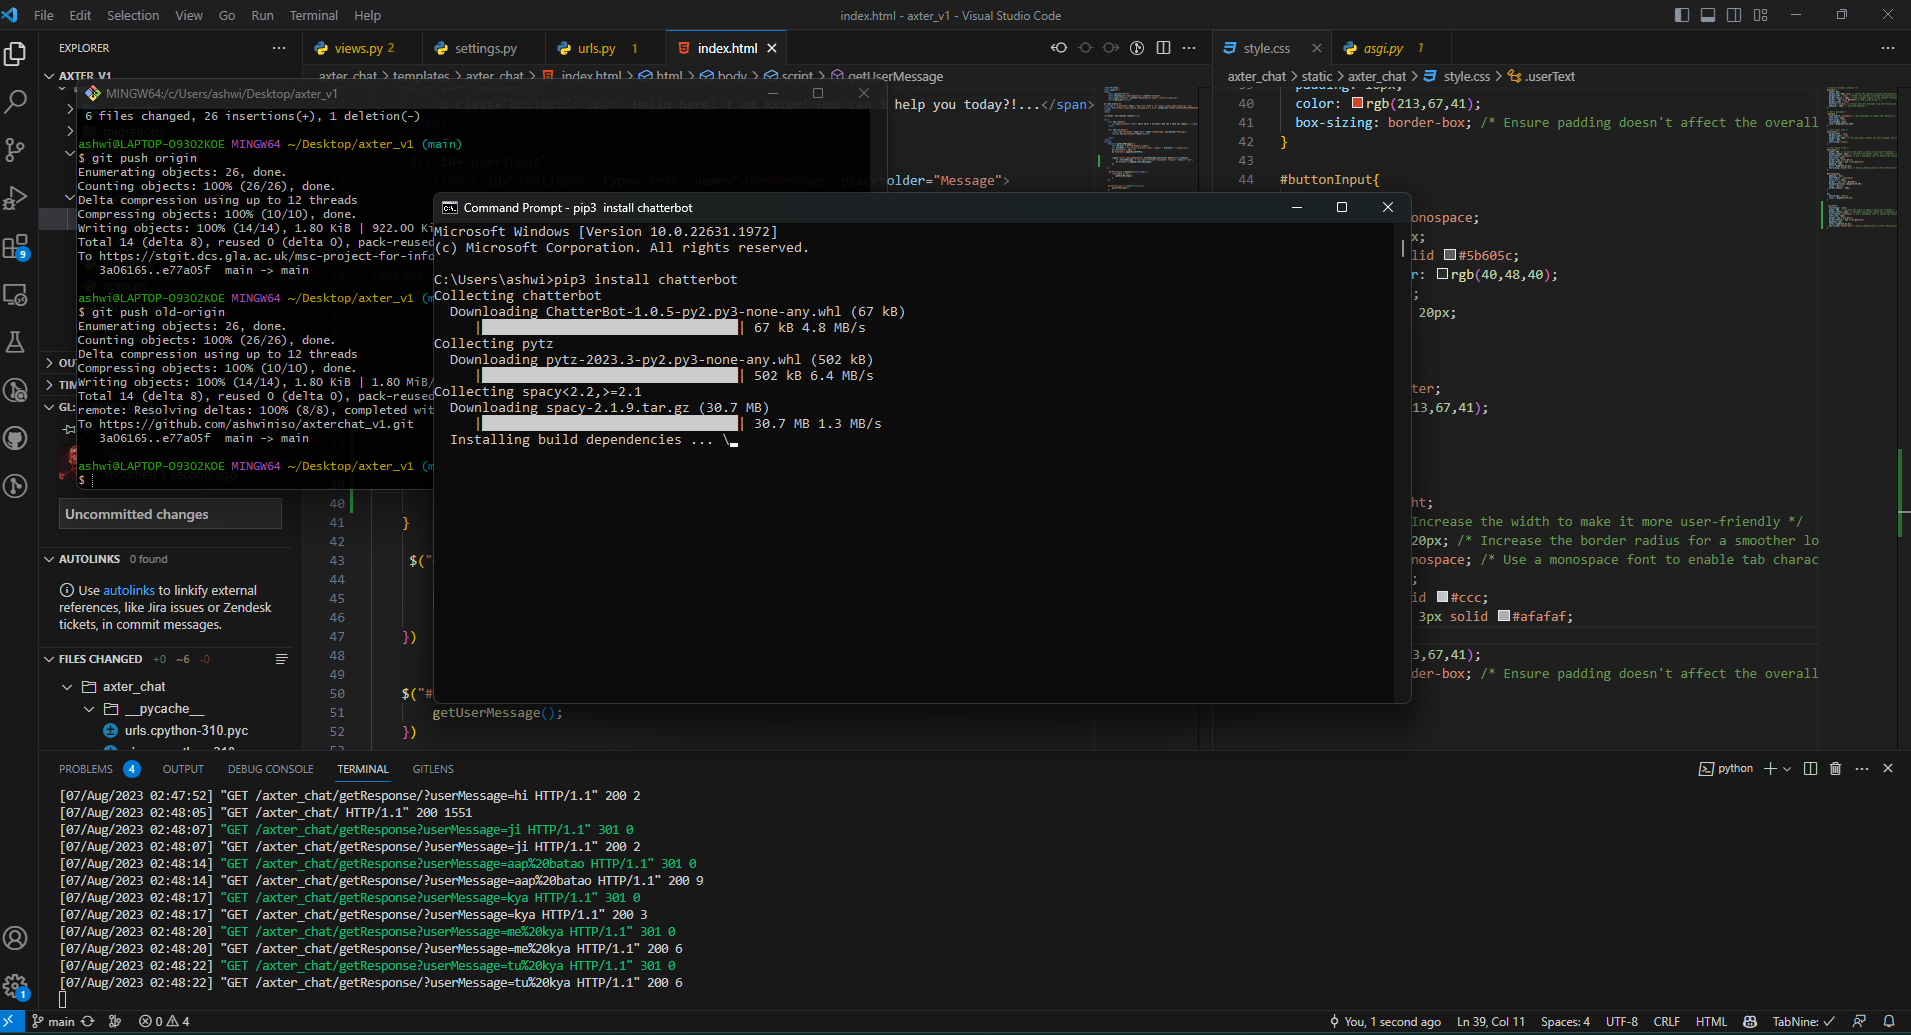 File Edit Selection View Go Run Terminal Help
index.html - axter_v1 - Visual Studio Code
EXPLORER
views.py 2
settings.py
urls.py 1
index.html
style.css
asgi.py 1
AXTER_V1
axter_chat > templates > axter_chat > index.html > html > body > script > getUserMessage
axter_chat > static > axter_chat > style.css > .userText
MINGW64:/c/Users/ashwi/Desktop/axter_v1
6 files changed, 26 insertions(+), 1 deletion(-)
ashwi@LAPTOP-O9302KOE MINGW64 ~/Desktop/axter_v1 (main)
$ git push origin
Enumerating objects: 26, done.
Counting objects: 100% (26/26), done.
Delta compression using up to 12 threads
Compressing objects: 100% (10/10), done.
Writing objects: 100% (14/14), 1.80 KiB | 922.00 Ki
Total 14 (delta 8), reused 0 (delta 0), pack-reused
To https://stgit.dcs.gla.ac.uk/msc-project-for-info
3a06165..e77a05f main -> main
ashwi@LAPTOP-O9302KOE MINGW64 ~/Desktop/axter_v1 (m
$ git push old-origin
Enumerating objects: 26, done.
Counting objects: 100% (26/26), done.
Delta compression using up to 12 threads
Compressing objects: 100% (10/10), done.
Writing objects: 100% (14/14), 1.80 KiB | 1.80 MiB/
Total 14 (delta 8), reused 0 (delta 0), pack-reused
remote: Resolving deltas: 100% (8/8), completed wit
To https://github.com/ashwiniso/axterchat_v1.git
3a06165..e77a05f main -> main
ashwi@LAPTOP-O9302KOE MINGW64 ~/Desktop/axter_v1 (m
$
help you today?!...</span>
placeholder="Message">
Command Prompt - pip3 install chatterbot
Microsoft Windows [Version 10.0.22631.1972]
(c) Microsoft Corporation. All rights reserved.
C:\Users\ashwi>pip3 install chatterbot
Collecting chatterbot
Downloading ChatterBot-1.0.5-py2.py3-none-any.whl (67 kB)
| | 67 kB 4.8 MB/s
Collecting pytz
Downloading pytz-2023.3-py2.py3-none-any.whl (502 kB)
| | 502 kB 6.4 MB/s
Collecting spacy<2.2,>=2.1
Downloading spacy-2.1.9.tar.gz (30.7 MB)
| | 30.7 MB 1.3 MB/s
Installing build dependencies ... \
40 color: rgb(213,67,41);
41 box-sizing: border-box; /* Ensure padding doesn't affect the overall
42 }
43
44 #buttonInput{
onospace;
x;
lid #5b605c;
r: rgb(40,48,40);
;
20px;
ter;
13,67,41);
ht;
Increase the width to make it more user-friendly */
20px; /* Increase the border radius for a smoother lo
nospace; /* Use a monospace font to enable tab charac
;
id #ccc;
3px solid #afafaf;
3,67,41);
der-box; /* Ensure padding doesn't affect the overall
OU
TIM
GL
Uncommitted changes
AUTOLINKS 0 found
Use autolinks to linkify external
references, like Jira issues or Zendesk
tickets, in commit messages.
FILES CHANGED +0 ~6 -0
axter_chat
__pycache__
urls.cpython-310.pyc
40
41 }
42
43 $("
44
45
46
47 })
48
49
50 $("#
51 getUserMessage();
52 })
PROBLEMS 4 OUTPUT DEBUG CONSOLE TERMINAL GITLENS
python
[07/Aug/2023 02:47:52] "GET /axter_chat/getResponse/?userMessage=hi HTTP/1.1" 200 2
[07/Aug/2023 02:48:05] "GET /axter_chat/ HTTP/1.1" 200 1551
[07/Aug/2023 02:48:07] "GET /axter_chat/getResponse?userMessage=ji HTTP/1.1" 301 0
[07/Aug/2023 02:48:07] "GET /axter_chat/getResponse/?userMessage=ji HTTP/1.1" 200 2
[07/Aug/2023 02:48:14] "GET /axter_chat/getResponse?userMessage=aap%20batao HTTP/1.1" 301 0
[07/Aug/2023 02:48:14] "GET /axter_chat/getResponse/?userMessage=aap%20batao HTTP/1.1" 200 9
[07/Aug/2023 02:48:17] "GET /axter_chat/getResponse?userMessage=kya HTTP/1.1" 301 0
[07/Aug/2023 02:48:17] "GET /axter_chat/getResponse/?userMessage=kya HTTP/1.1" 200 3
[07/Aug/2023 02:48:20] "GET /axter_chat/getResponse?userMessage=me%20kya HTTP/1.1" 301 0
[07/Aug/2023 02:48:20] "GET /axter_chat/getResponse/?userMessage=me%20kya HTTP/1.1" 200 6
[07/Aug/2023 02:48:22] "GET /axter_chat/getResponse?userMessage=tu%20kya HTTP/1.1" 301 0
[07/Aug/2023 02:48:22] "GET /axter_chat/getResponse/?userMessage=tu%20kya HTTP/1.1" 200 6
9
1
main 0 4
You, 1 second ago Ln 39, Col 11 Spaces: 4 UTF-8 CRLF HTML TabNine: